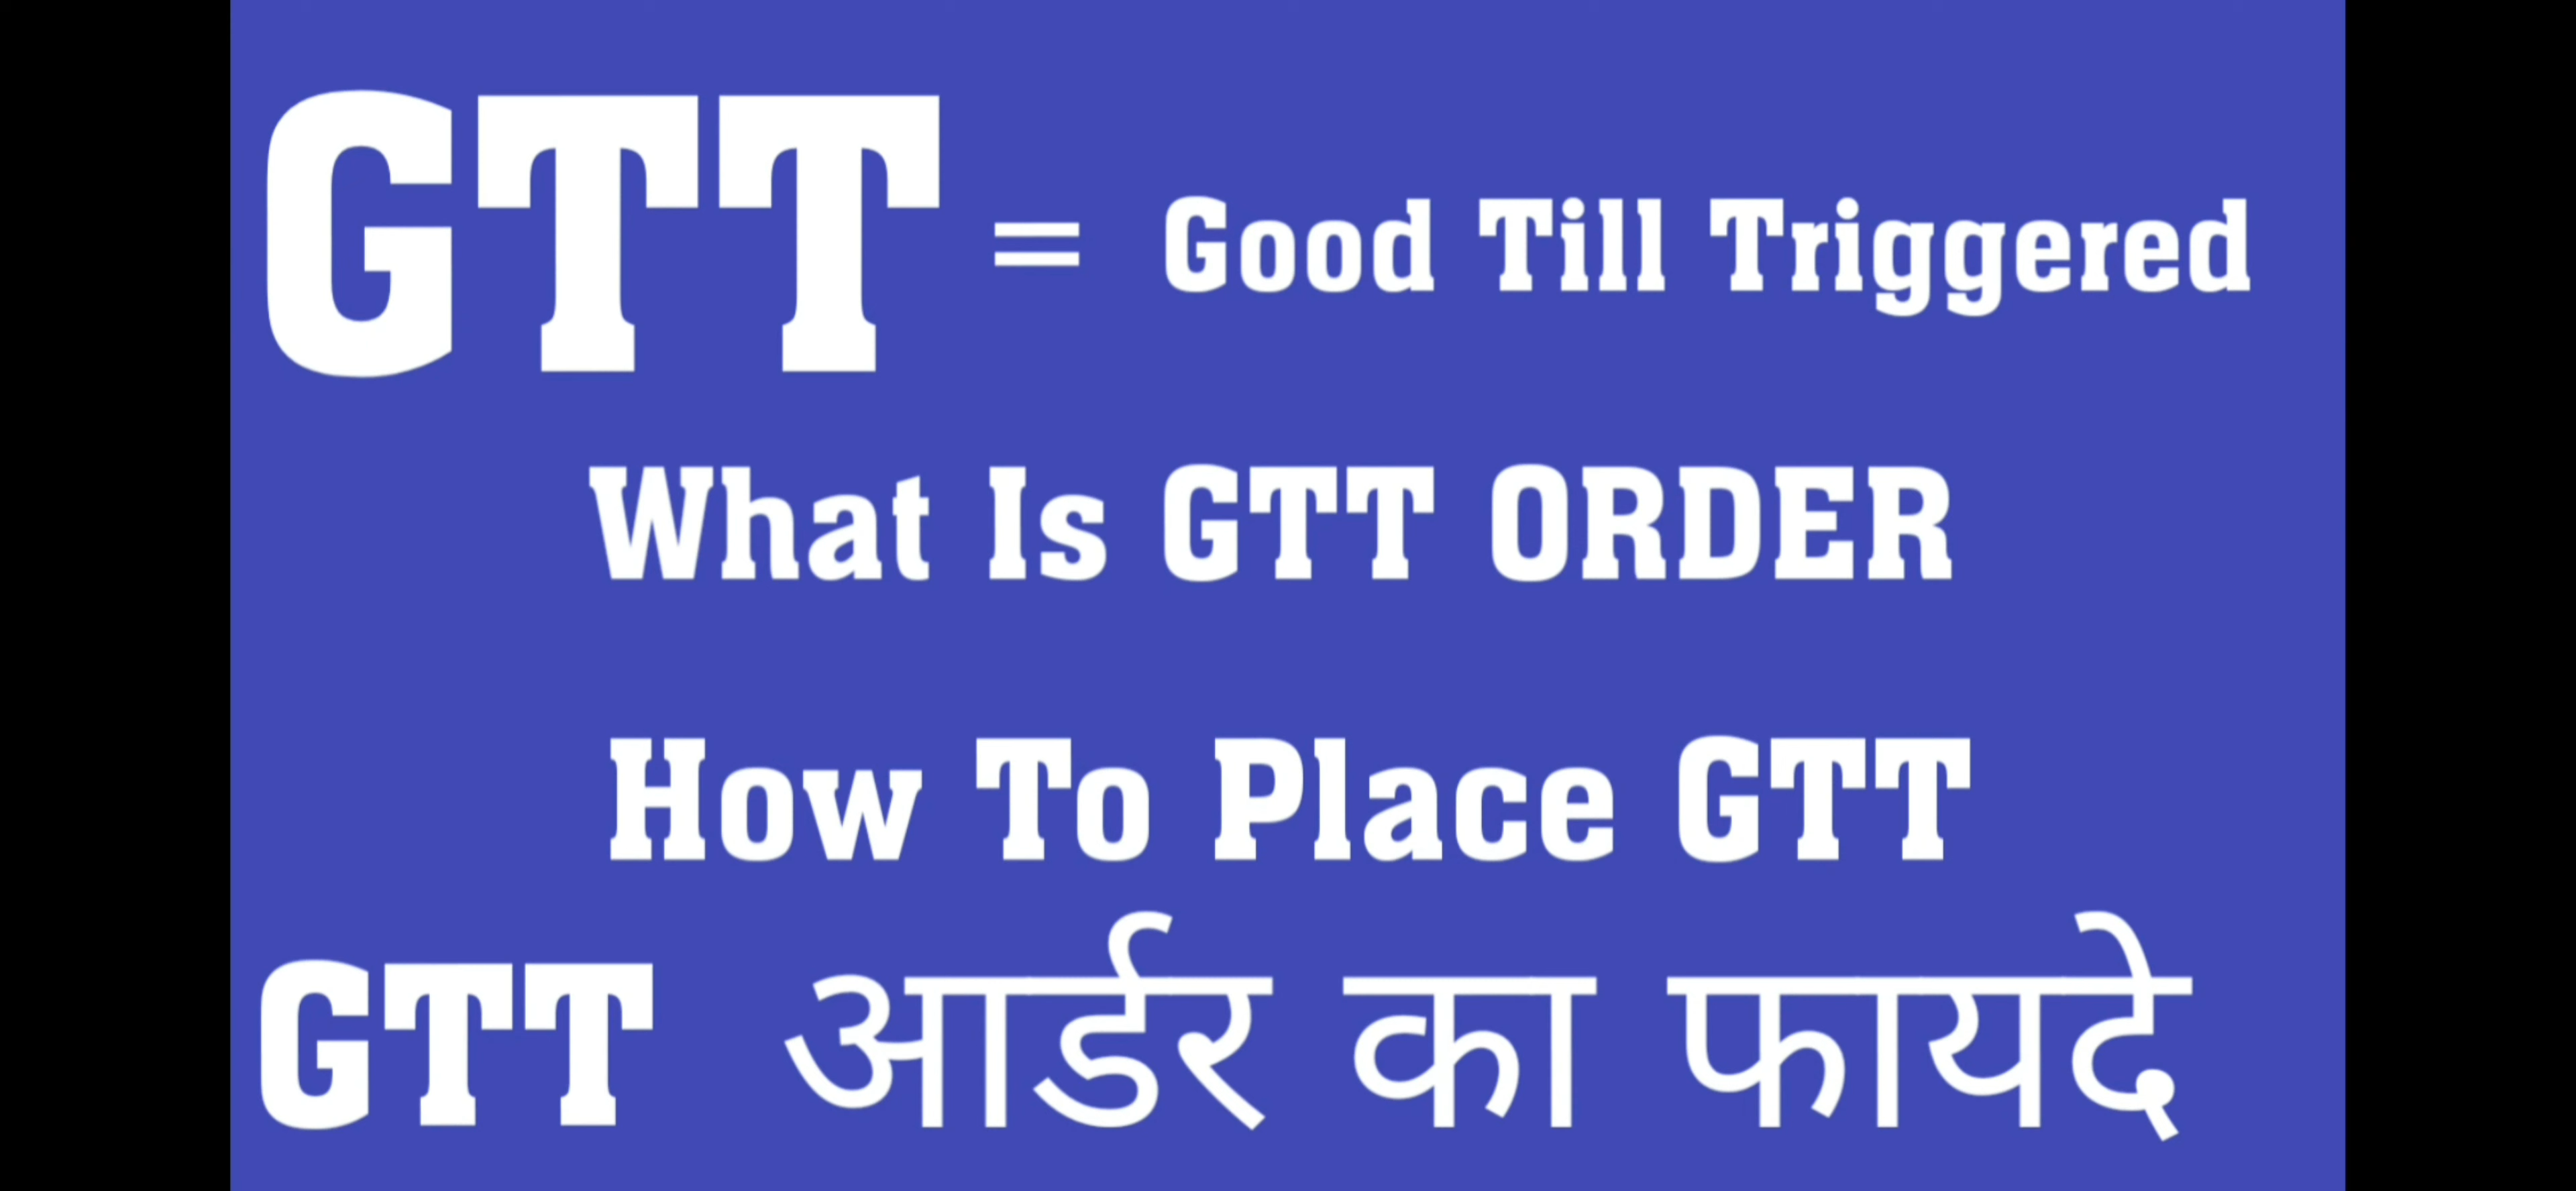 GTT = Good Till Triggered
What Is GTT ORDER
How To Place GTT
GTT आर्डर का फायदे